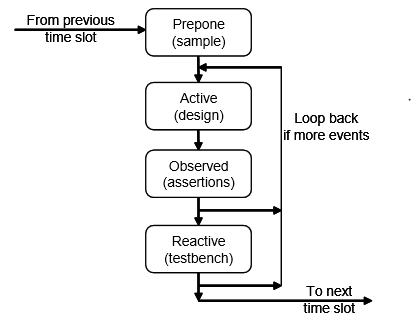 From previous
time slot
Prepone
(sample)
Active
(design)
Loop back
if more events
Observed
(assertions)
Reactive
(testbench)
To next
time slot